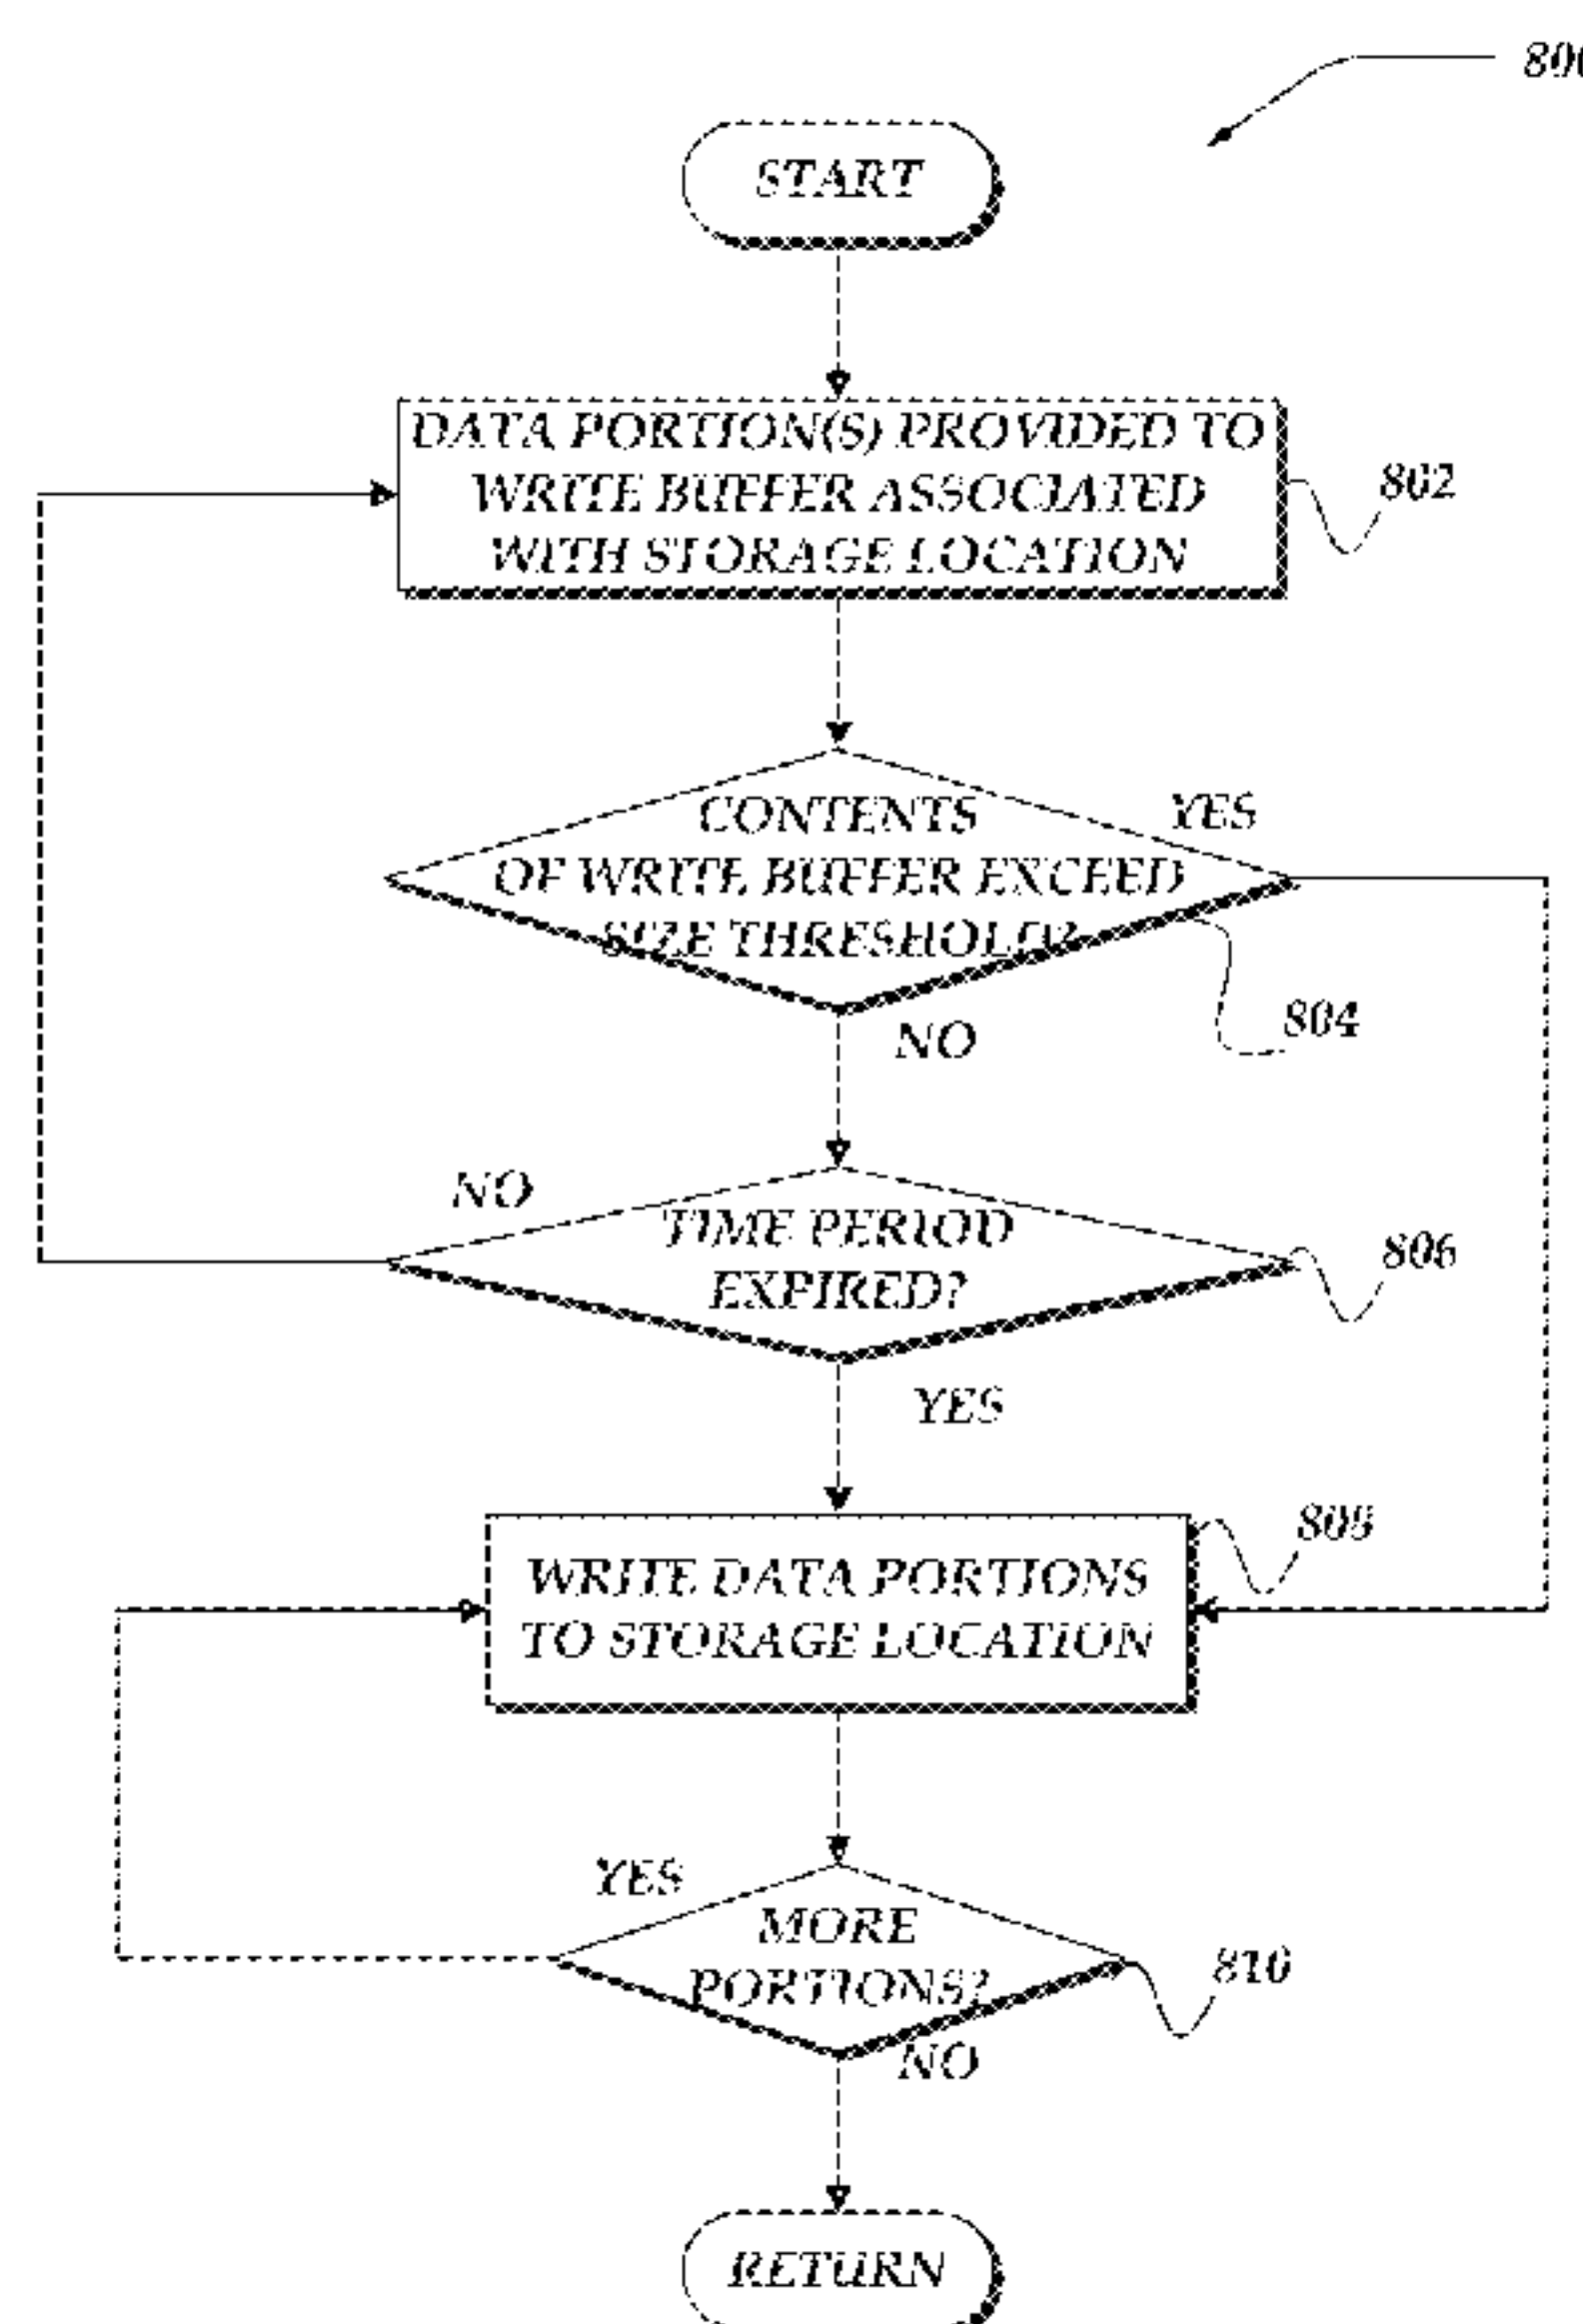 800
START
DATA PORTION(S) PROVIDED TO
WRITE BUFFER ASSOCIATED
WITH STORAGE LOCATION
802
CONTENTS
YES
OF WRITE BUFFER EXCEED
SIZE THRESHOLD?
804
NO
NO
TIME PERIOD
EXPIRED?
806
YES
808
WRITE DATA PORTIONS
TO STORAGE LOCATION
YES
MORE
PORTIONS?
810
NO
RETURN